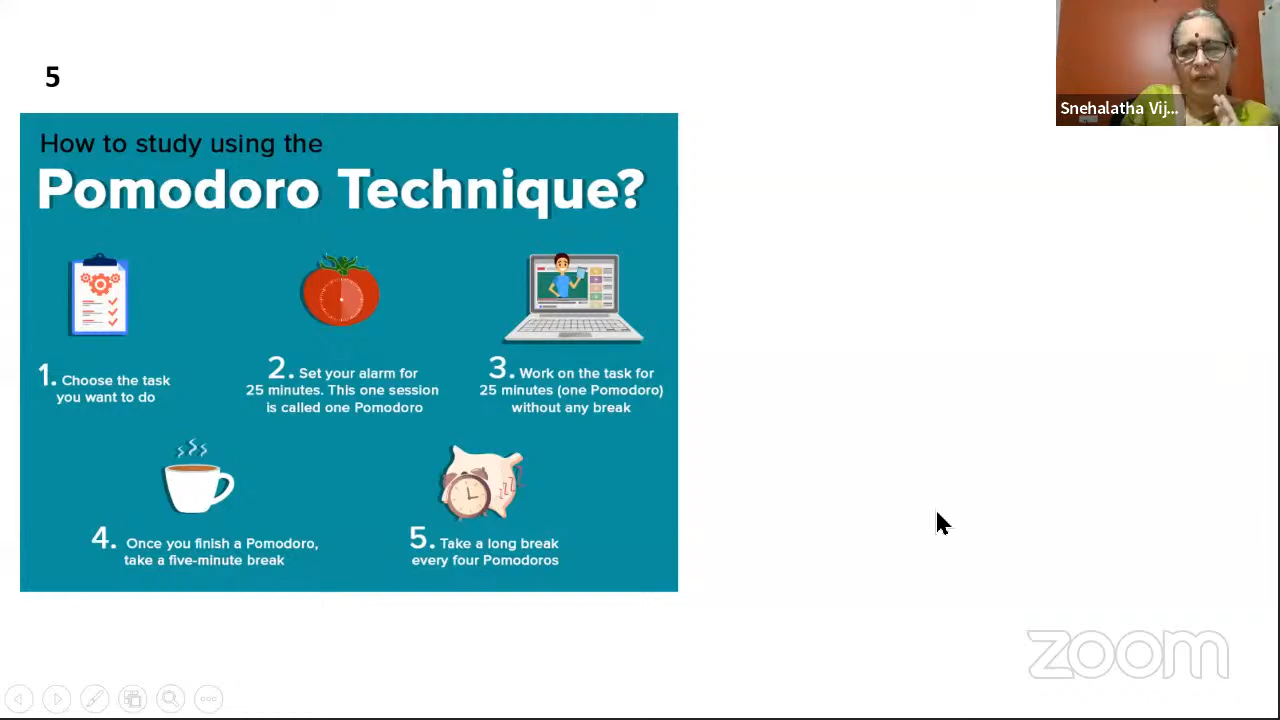 5
Snehalatha Vij...
How to study using the
Pomodoro Technique?
1. Choose the task
you want to do
2. Set your alarm for
25 minutes. This one session
is called one Pomodoro
3. Work on the task for
25 minutes (one Pomodoro)
without any break
4. Once you finish a Pomodoro,
take a five-minute break
5. Take a long break
every four Pomodoros
zoom